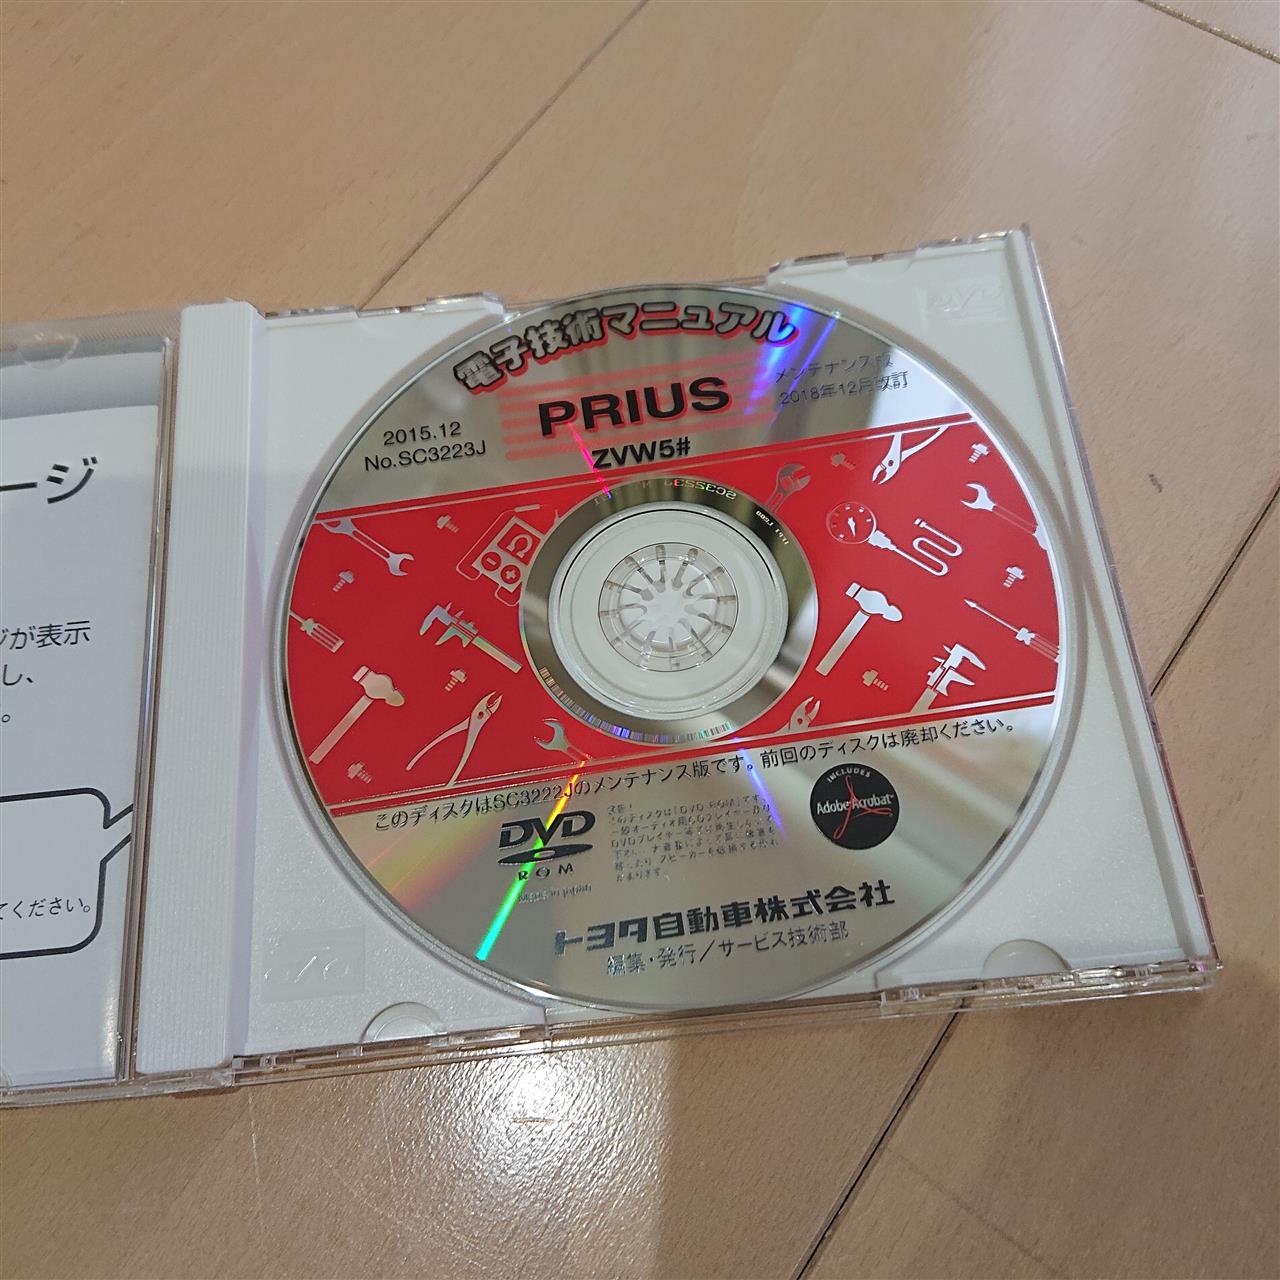 ージ
ジが表示
し、
。
てください。
電子技術マニュアル
PRIUS
ZVW5#
2015.12
No.SC3223J
メンテナンス版
2018年12月改訂
このディスクはSC3222Jのメンテナンス版です。前回のディスクは廃却ください。
DVD
ROM
Made in Japan
INCLUDES
Adobe Acrobat
トヨタ自動車株式会社
編集・発行／サービス技術部
DVD